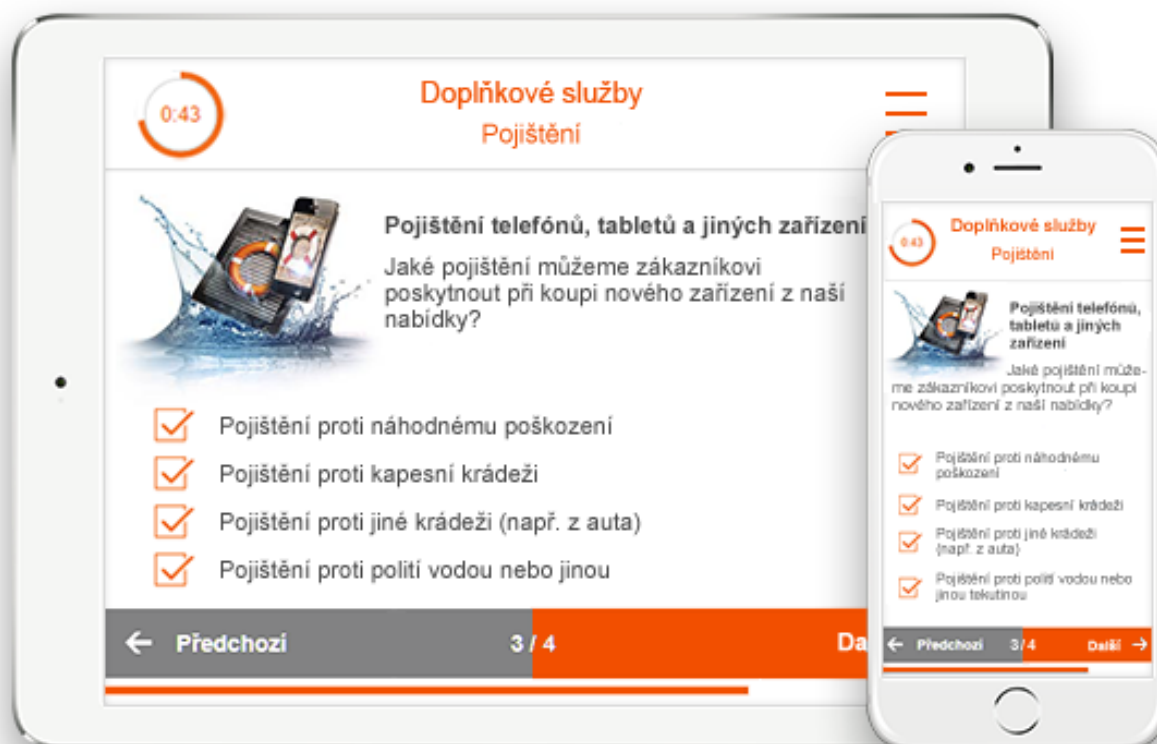 0:43
Doplňkové služby
Pojištění
Pojištění telefónů, tabletů a jiných zařízení
Jaké pojištění můžeme zákazníkovi
poskytnout při koupi nového zařízení z naší
nabídky?
Pojištění proti náhodnému poškození
Pojištění proti kapesní krádeži
Pojištění proti jiné krádeži (např. z auta)
Pojištění proti polití vodou nebo jinou
← Předchozí 3 / 4 Da
0:43
Doplňkové služby
Pojištění
Pojištění telefónů,
tabletů a jiných
zařízení
Jaké pojištění může-
me zákazníkovi poskytnout při koupi
nového zařízení z naší nabídky?
Pojištění proti náhodnému
poškození
Pojištění proti kapesní krádeži
Pojištění proti jiné krádeži
(např. z auta)
Pojištění proti polití vodou nebo
jinou tekutinou
← Předchozí 3/4 Další →